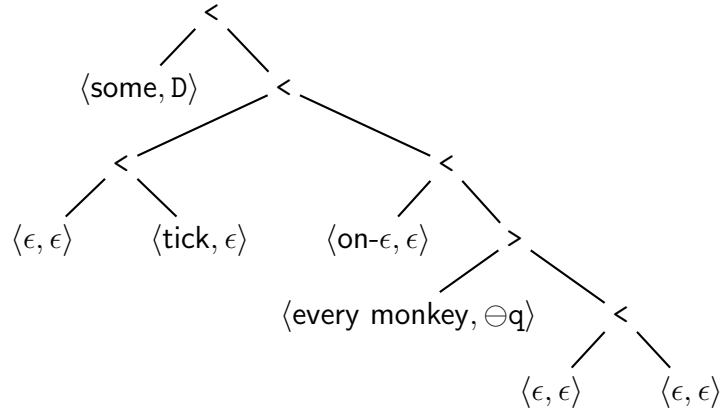 <
⟨some, D⟩ <
< <
⟨ϵ, ϵ⟩ ⟨tick, ϵ⟩ ⟨on-ϵ, ϵ⟩ >
⟨every monkey, ⊖q⟩ <
⟨ϵ, ϵ⟩ ⟨ϵ, ϵ⟩